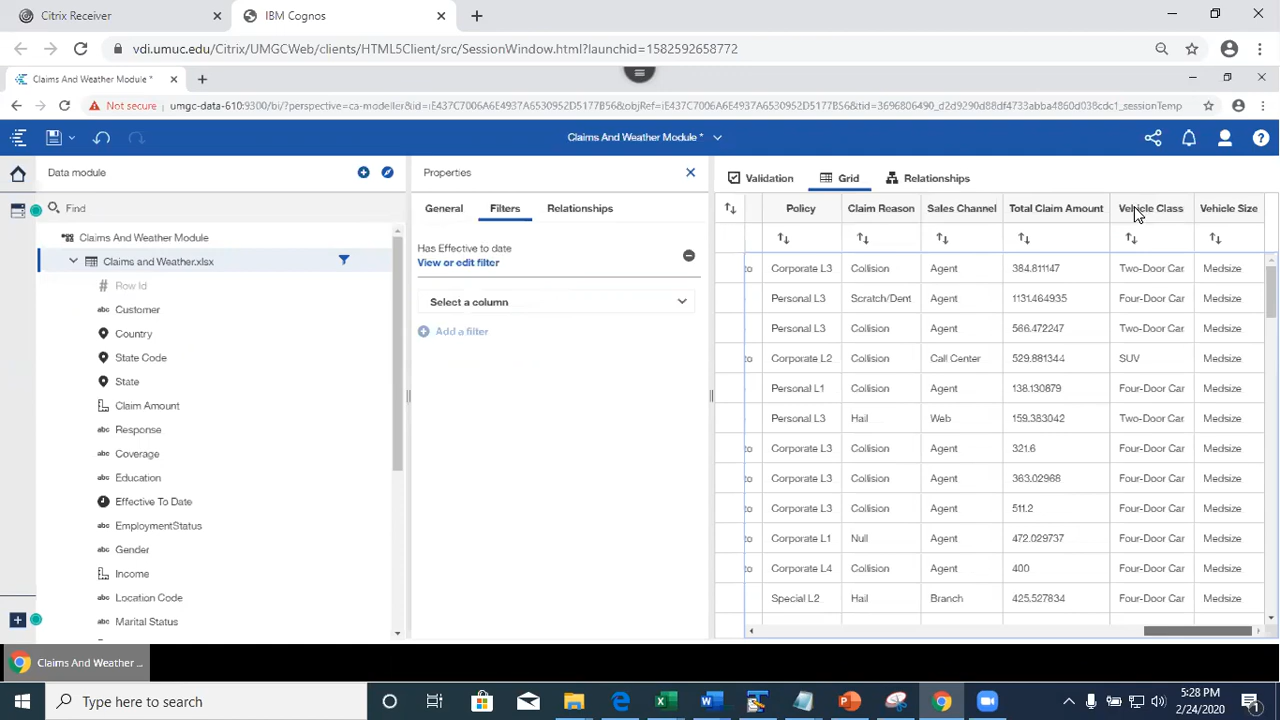 Citrix Receiver
IBM Cognos
vdi.umuc.edu/Citrix/UMGCWeb/clients/HTML5Client/src/SessionWindow.html?launchid=1582592658772
Claims And Weather Module *
Not secure umgc-data-610:9300/bi/?perspective=ca-modeller&id=iE437C7006A6E4937A6530952D5177B56&objRef=iE437C7006A6E4937A6530952D5177B56&tid=3696806490_d2d9290d88df4733abba4860d038cdc1_sessionTemp
Claims And Weather Module *
Data module
Find
Claims And Weather Module
Claims and Weather.xlsx
Row Id
Customer
Country
State Code
State
Claim Amount
Response
Coverage
Education
Effective To Date
EmploymentStatus
Gender
Income
Location Code
Marital Status
Properties
General Filters Relationships
Has Effective to date
View or edit filter
Select a column
Add a filter
Validation Grid Relationships
Policy Claim Reason Sales Channel Total Claim Amount Vehicle Class Vehicle Size
to Corporate L3 Collision Agent 384.811147 Two-Door Car Medsize
Personal L3 Scratch/Dent Agent 1131.464935 Four-Door Car Medsize
Personal L3 Collision Agent 566.472247 Two-Door Car Medsize
to Corporate L2 Collision Call Center 529.881344 SUV Medsize
Personal L1 Collision Agent 138.130879 Four-Door Car Medsize
Personal L3 Hail Web 159.383042 Two-Door Car Medsize
to Corporate L3 Collision Agent 321.6 Four-Door Car Medsize
to Corporate L3 Collision Agent 363.02968 Four-Door Car Medsize
to Corporate L3 Collision Agent 511.2 Four-Door Car Medsize
to Corporate L1 Null Agent 472.029737 Four-Door Car Medsize
to Corporate L4 Collision Agent 400 Four-Door Car Medsize
Special L2 Hail Branch 425.527834 Four-Door Car Medsize
Claims And Weather ...
Type here to search
5:28 PM
2/24/2020